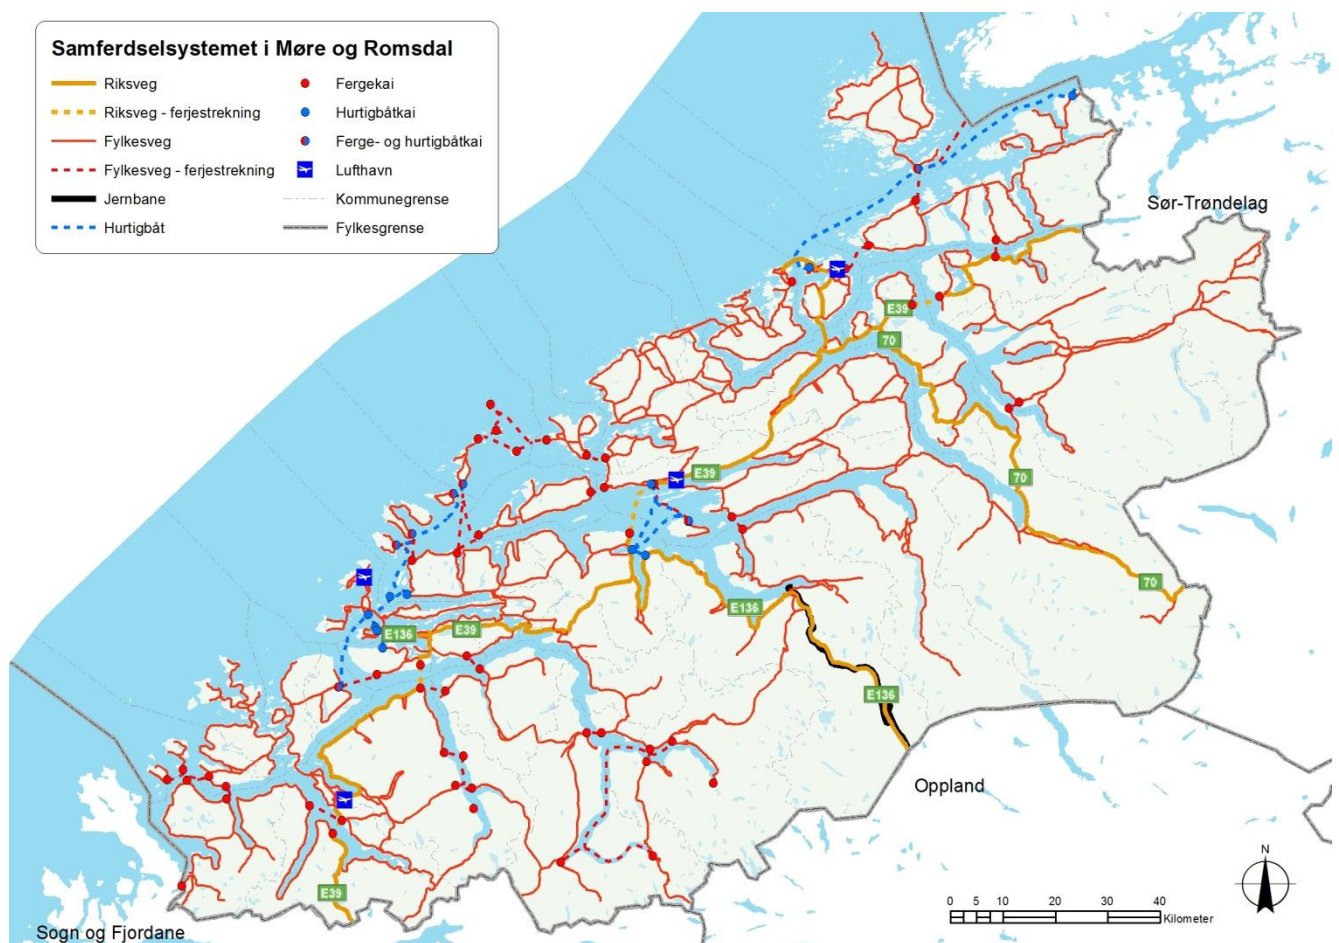 Samferdselsystemet i Møre og Romsdal
Riksveg
Riksveg - ferjestrekning
Fylkesveg
Fylkesveg - ferjestrekning
Jernbane
Hurtigbåt
Fergekai
Hurtigbåtkai
Ferge- og hurtigbåtkai
Lufthavn
Kommunegrense
Fylkesgrense
Sør-Trøndelag
E39
70
E39
70
70
E136
E136
E39
E136
Oppland
E39
Sogn og Fjordane
N
0 5 10 20 30 40
Kilometer